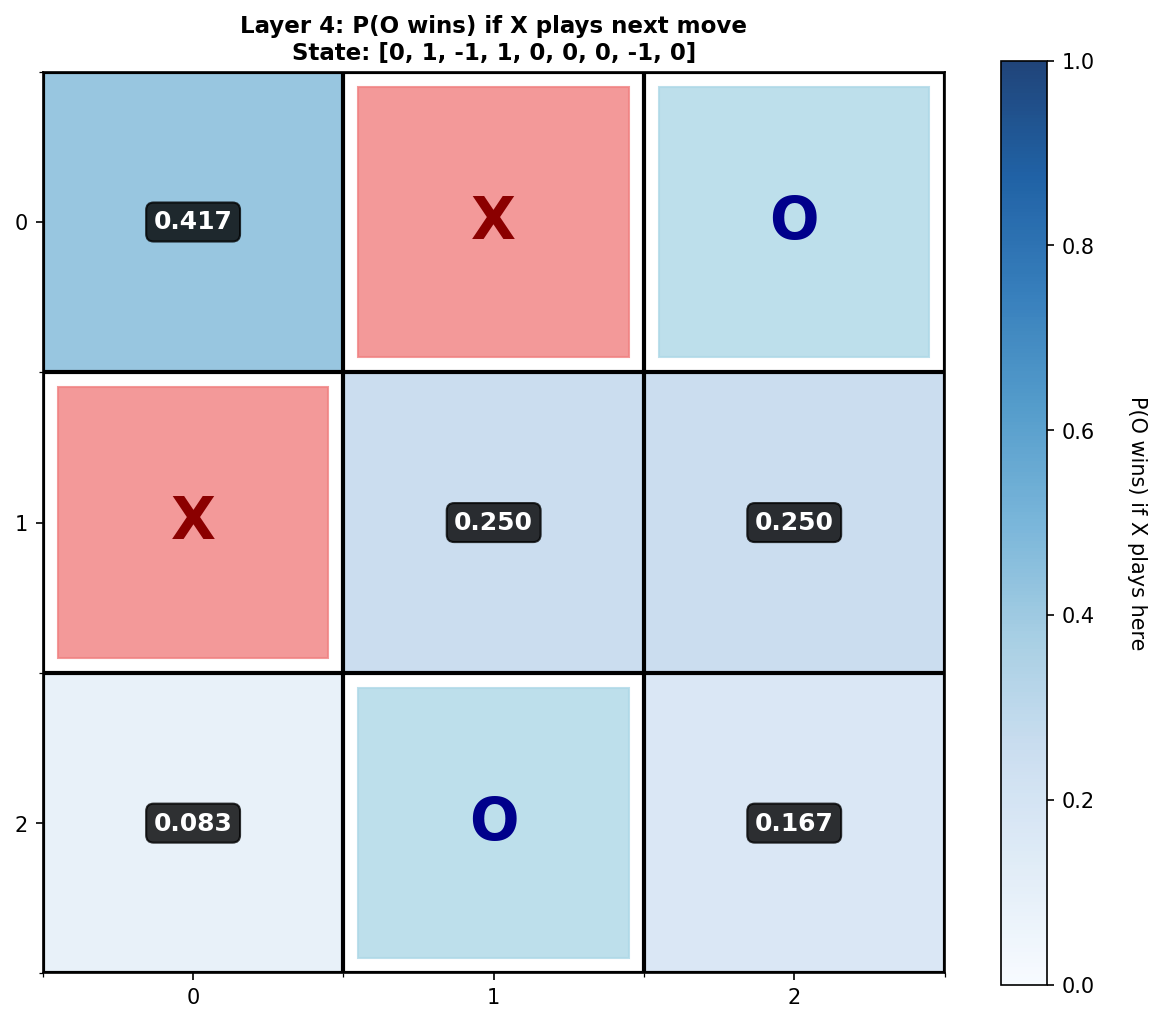 Layer 4: P(O wins) if X plays next move
State: [0, 1, -1, 1, 0, 0, 0, -1, 0]
0
0.417
X
O
1
X
0.250
0.250
2
0.083
O
0.167
0
1
2
1.0
0.8
0.6
0.4
0.2
0.0
P(O wins) if X plays here